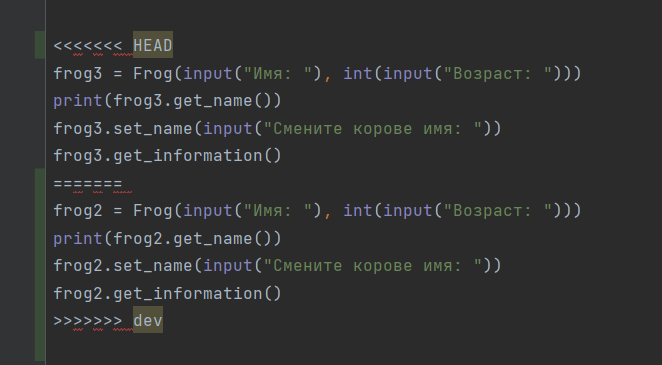 <<<<<<< HEAD
frog3 = Frog(input("Имя: "), int(input("Возраст: ")))
print(frog3.get_name())
frog3.set_name(input("Смените корове имя: "))
frog3.get_information()
=======
frog2 = Frog(input("Имя: "), int(input("Возраст: ")))
print(frog2.get_name())
frog2.set_name(input("Смените корове имя: "))
frog2.get_information()
>>>>>>> dev